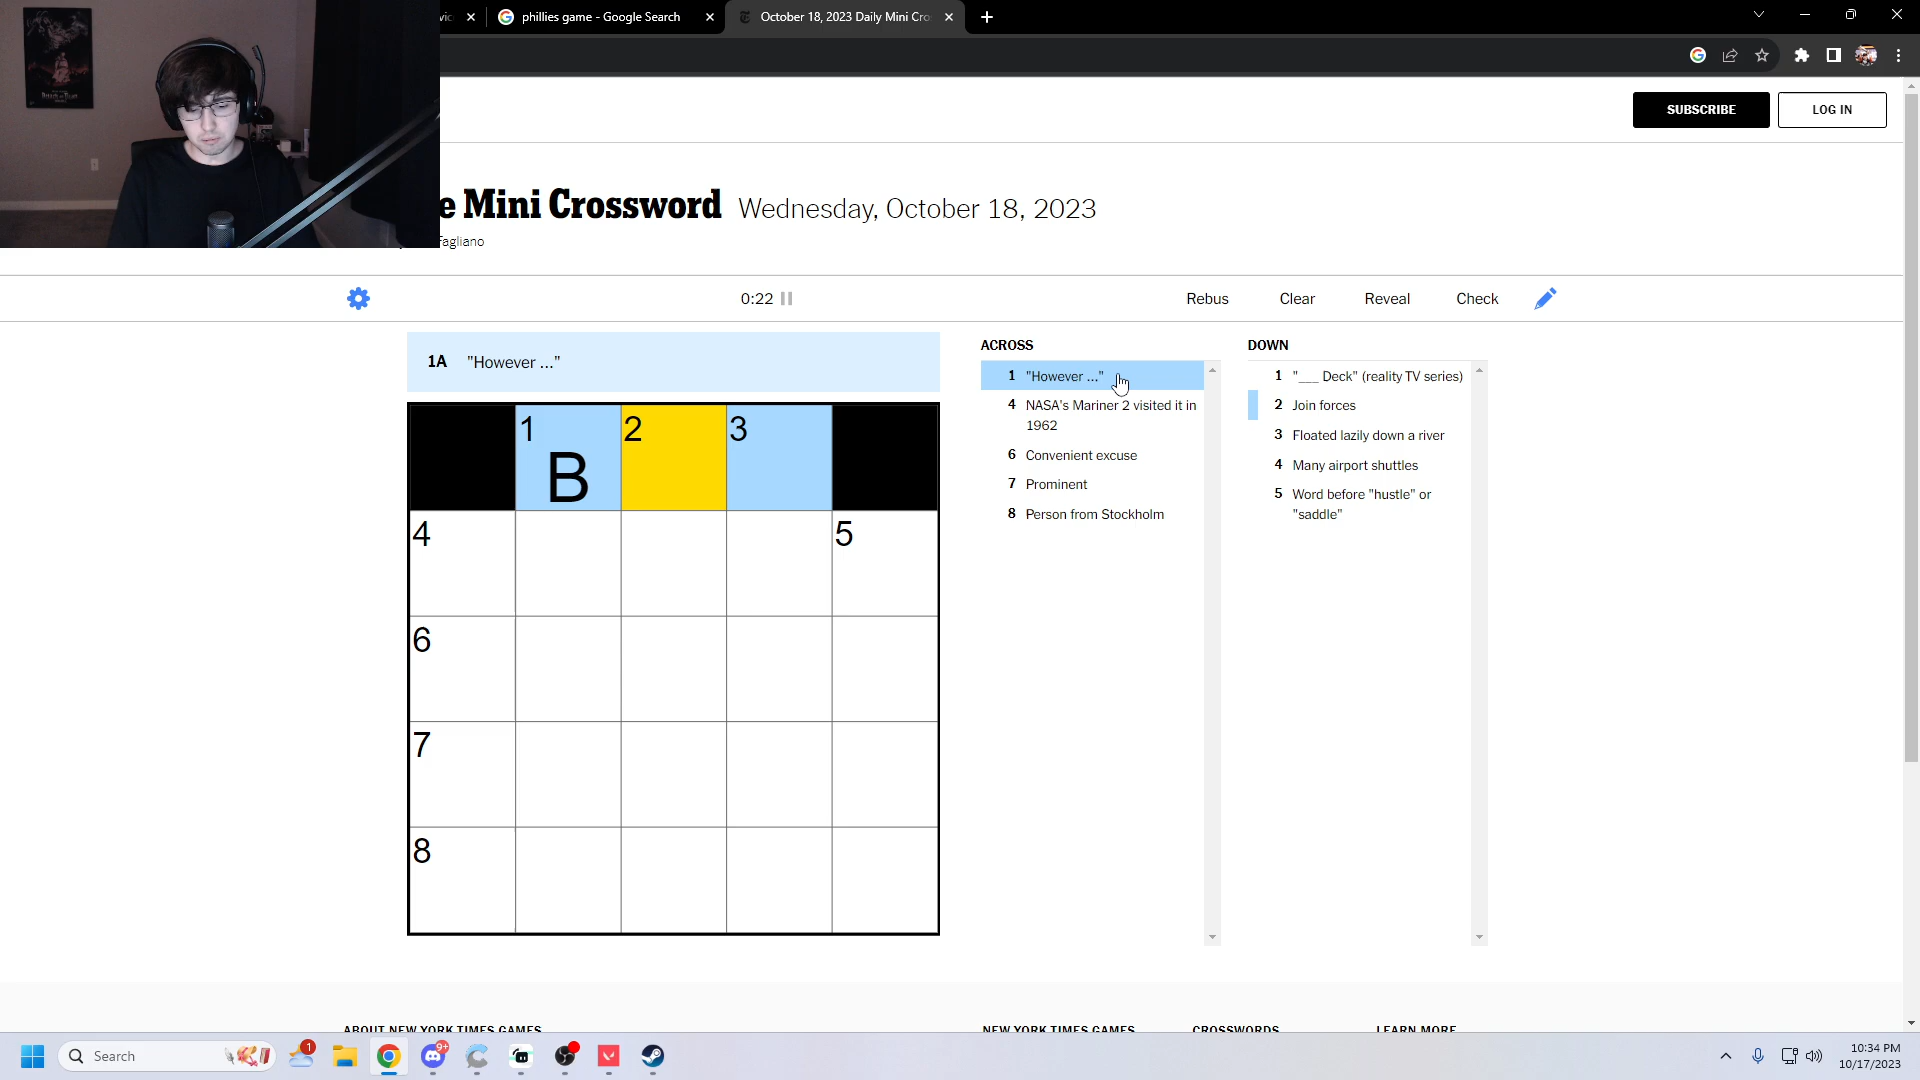 phillies game - Google Search
October 18, 2023 Daily Mini Cro
SUBSCRIBE
LOG IN
e Mini Crossword Wednesday, October 18, 2023
Fagliano
0:22
Rebus
Clear
Reveal
Check
1A "However ..."
1
B
2
3
4
5
6
7
8
ACROSS
1 "However ..."
4 NASA's Mariner 2 visited it in
1962
6 Convenient excuse
7 Prominent
8 Person from Stockholm
DOWN
1 "___ Deck" (reality TV series)
2 Join forces
3 Floated lazily down a river
4 Many airport shuttles
5 Word before "hustle" or
"saddle"
ABOUT NEW YORK TIMES GAMES
NEW YORK TIMES GAMES
CROSSWORDS
LEARN MORE
Search
1
9+
10:34 PM
10/17/2023